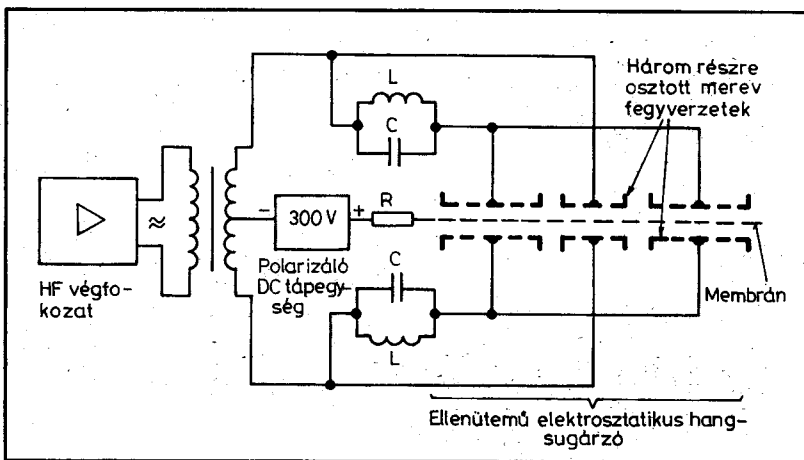 L
C
Három részre
osztott merev
fegyverzetek
≈
-
300 V
+
R
HF végfo-
kozat
Polarizáló
DC tápegy-
ség
C
L
Membrán
Ellenütemű elektrosztatikus hang-
sugárzó